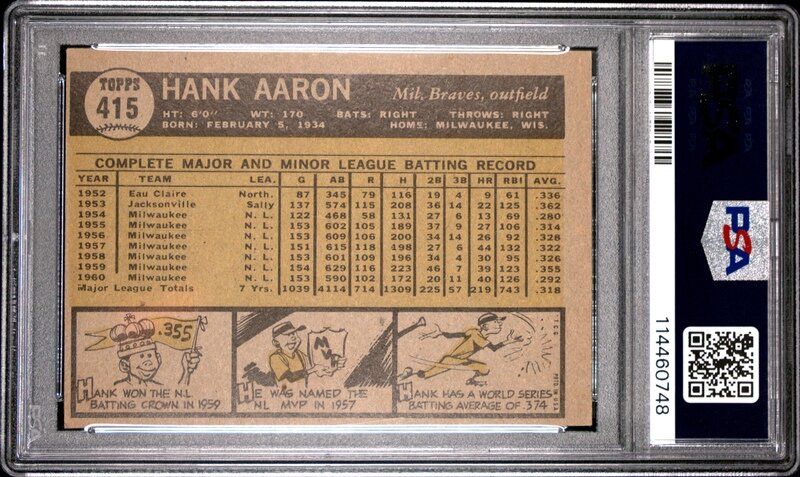 TOPPS
415
HANK AARON
Mil. Braves, outfield
HT: 6'0" WT: 170 BATS: RIGHT THROWS: RIGHT
BORN: FEBRUARY 5, 1934 HOME: MILWAUKEE, WIS.
COMPLETE MAJOR AND MINOR LEAGUE BATTING RECORD
YEAR TEAM LEA. G AB R H 2B 3B HR RBI AVG.
1952 Eau Claire North. 87 345 79 116 19 4 9 61 .336
1953 Jacksonville Sally 137 574 115 208 36 14 22 125 .362
1954 Milwaukee N. L. 122 468 58 131 27 6 13 69 .280
1955 Milwaukee N. L. 153 602 105 189 37 9 27 106 .314
1956 Milwaukee N. L. 153 609 106 200 34 14 26 92 .328
1957 Milwaukee N. L. 151 615 118 198 27 6 44 132 .322
1958 Milwaukee N. L. 153 601 109 196 34 4 30 95 .326
1959 Milwaukee N. L. 154 629 116 223 46 7 39 123 .355
1960 Milwaukee N. L. 153 590 102 172 20 11 40 126 .292
Major League Totals 7 Yrs. 1039 4114 714 1309 225 57 219 743 .318
.355
HANK WON THE N.L.
BATTING CROWN IN 1959
MVP
HE WAS NAMED THE
NL MVP IN 1957
HANK HAS A WORLD SERIES
BATTING AVERAGE OF .374
PSA
114460748
PSA